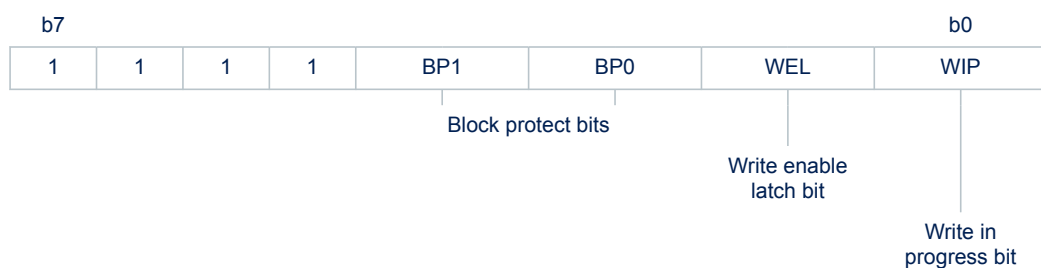 b7 b0
1 1 1 1 BP1 BP0 WEL WIP
Block protect bits
Write enable
latch bit
Write in
progress bit